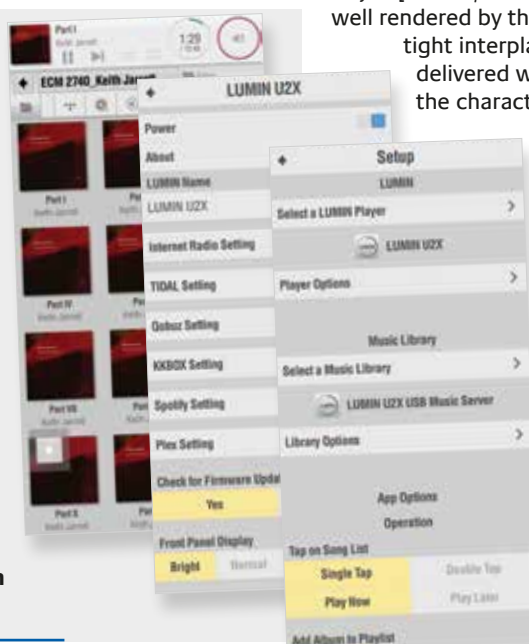 well rendered by th
tight interpla
delivered w
the charact
Part I
Keith Jarrett
1:29
ECM 2740_Keith Jarrett
Part I
Keith Jarrett
Part IV
Keith Jarrett
Part VII
Keith Jarrett
Part X
Keith Jarrett
LUMIN U2X
Power
About
LUMIN Name
LUMIN U2X
Internet Radio Setting
TIDAL Setting
Qobuz Setting
KKBOX Setting
Spotify Setting
Plex Setting
Check for Firmware Updat
Yes
Front Panel Display
Bright Normal
Setup
LUMIN
Select a LUMIN Player
LUMIN U2X
Player Options
Music Library
Select a Music Library
LUMIN U2X USB Music Server
Library Options
App Options
Operation
Tap on Song List
Single Tap Double Tap
Play Now Play Later
Add Album to Playlist
n